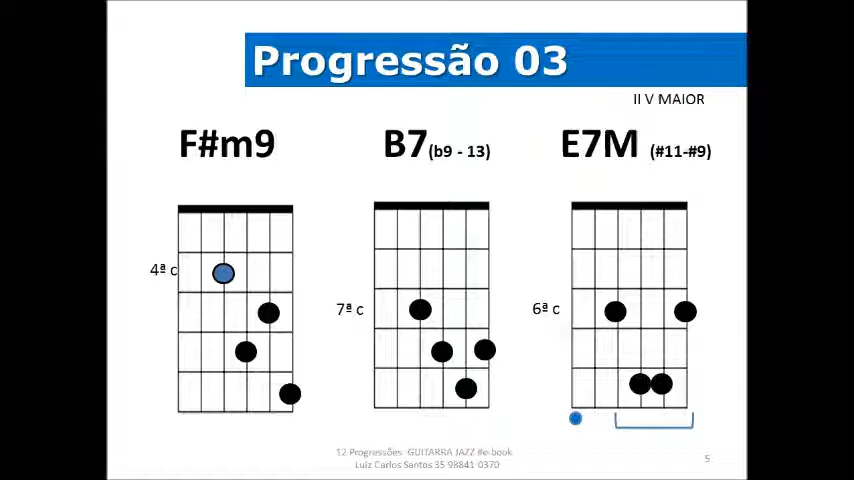 Progressão 03
II V MAIOR
F#m9
B7(b9 - 13)
E7M (#11-#9)
4ª c
7ª c
6ª c
12 Progressões GUITARRA JAZZ #e-book
Luiz Carlos Santos 35 98841-0370
5